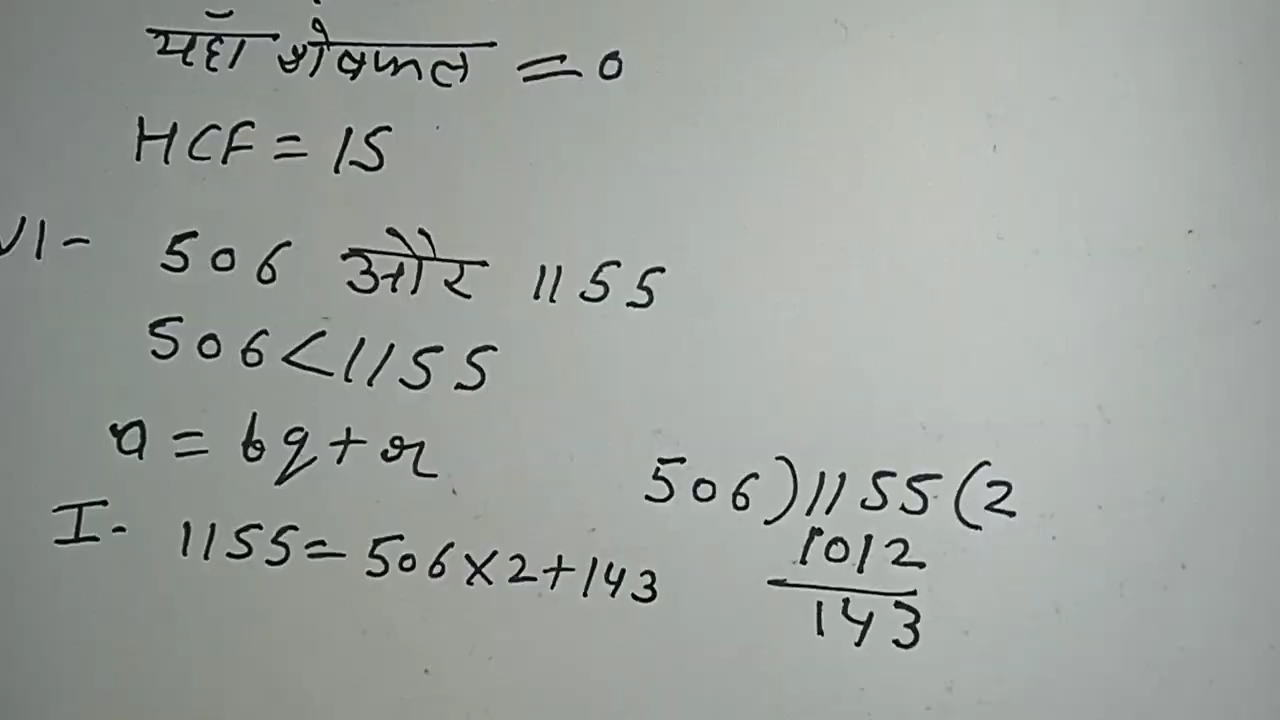 यहाँ शेषफल = 0
HCF = 15
VI - 506 और 1155
506 < 1155
a = bq + r
I - 1155 = 506 × 2 + 143
506 ) 1155 ( 2
1012
143